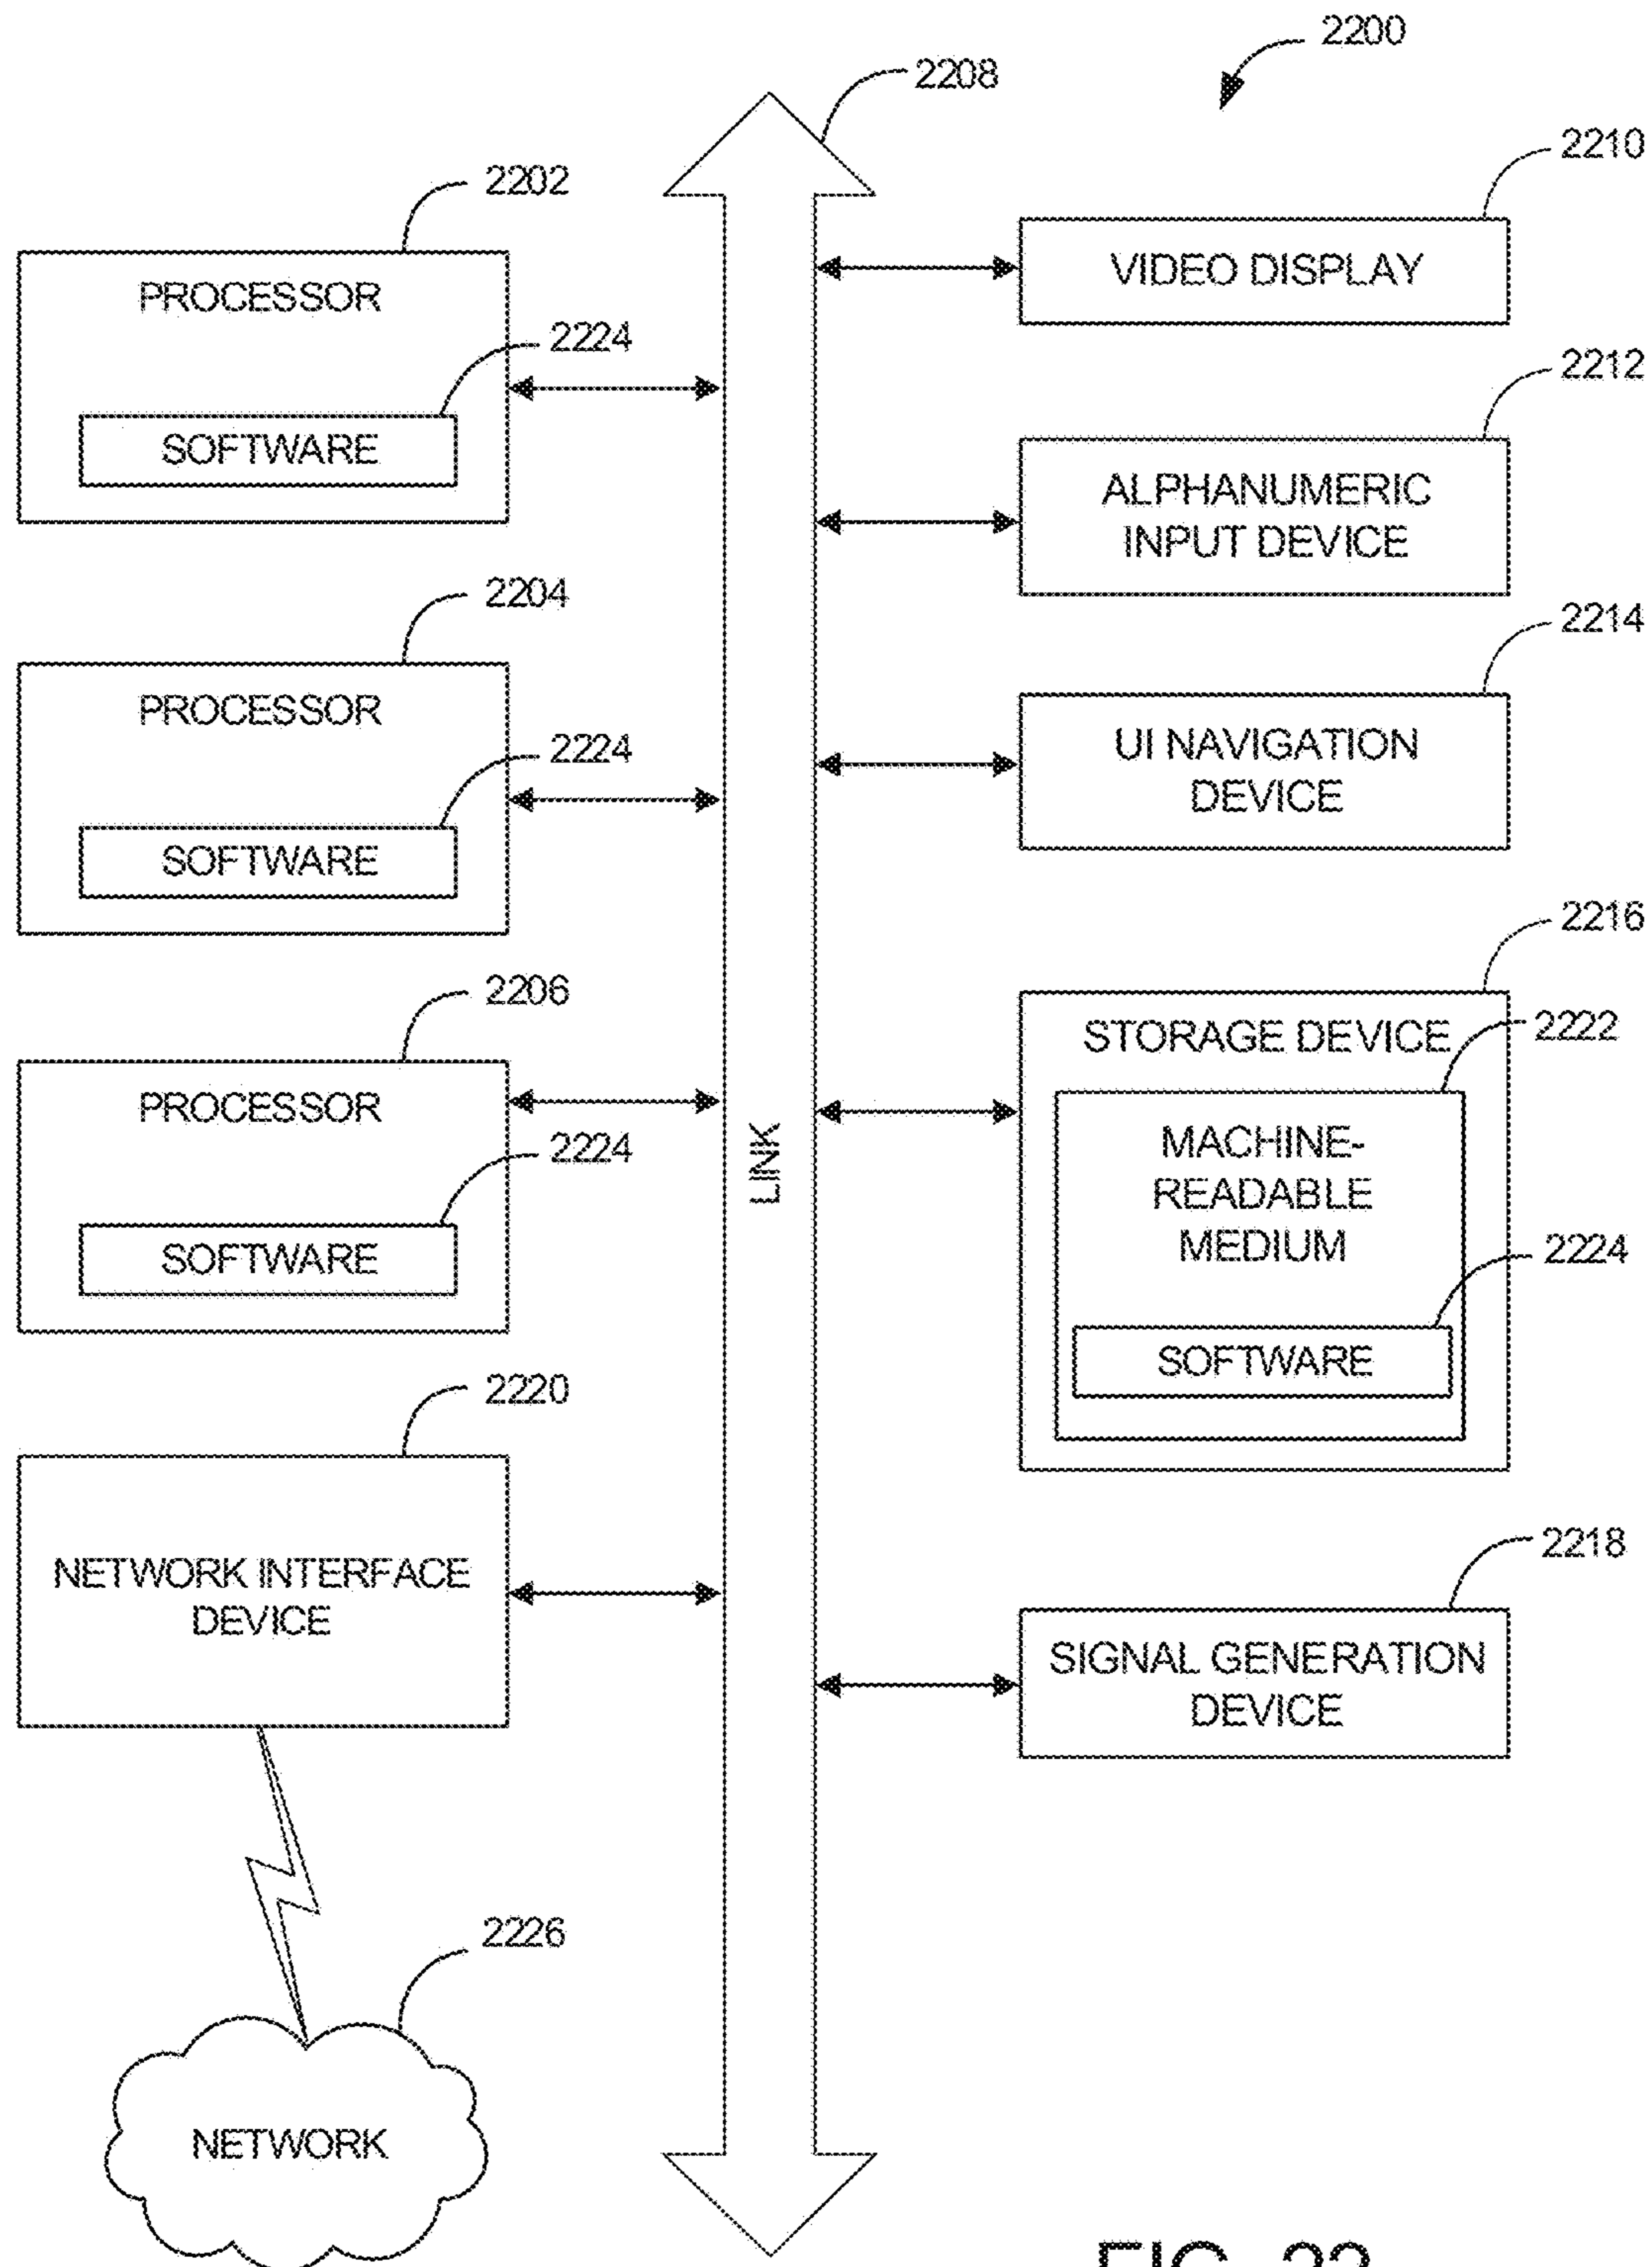 2200
2208
2210
2202
VIDEO DISPLAY
PROCESSOR
2224
SOFTWARE
2212
ALPHANUMERIC
INPUT DEVICE
2204
2214
PROCESSOR
2224
SOFTWARE
UI NAVIGATION
DEVICE
2216
2206
STORAGE DEVICE
2222
PROCESSOR
2224
SOFTWARE
LINK
MACHINE-
READABLE
MEDIUM
2224
SOFTWARE
2220
NETWORK INTERFACE
DEVICE
2218
SIGNAL GENERATION
DEVICE
2226
NETWORK
FIG. 22